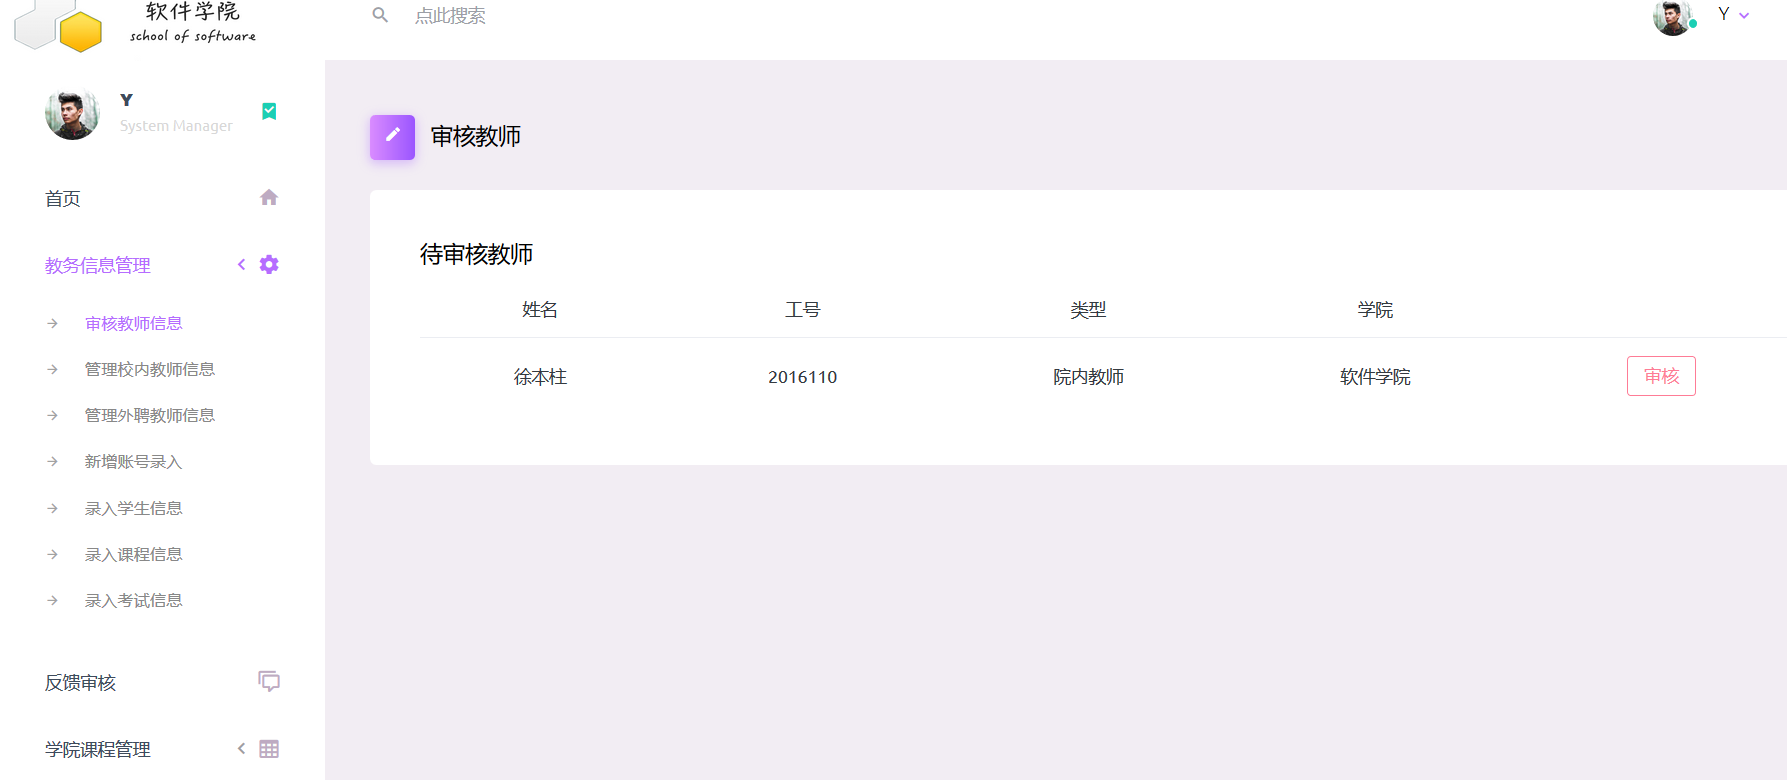 软件学院
school of software
点此搜索
Y
Y
System Manager
首页
教务信息管理
审核教师信息
管理校内教师信息
管理外聘教师信息
新增账号录入
录入学生信息
录入课程信息
录入考试信息
反馈审核
学院课程管理
审核教师
待审核教师
姓名 工号 类型 学院
徐本柱 2016110 院内教师 软件学院 审核